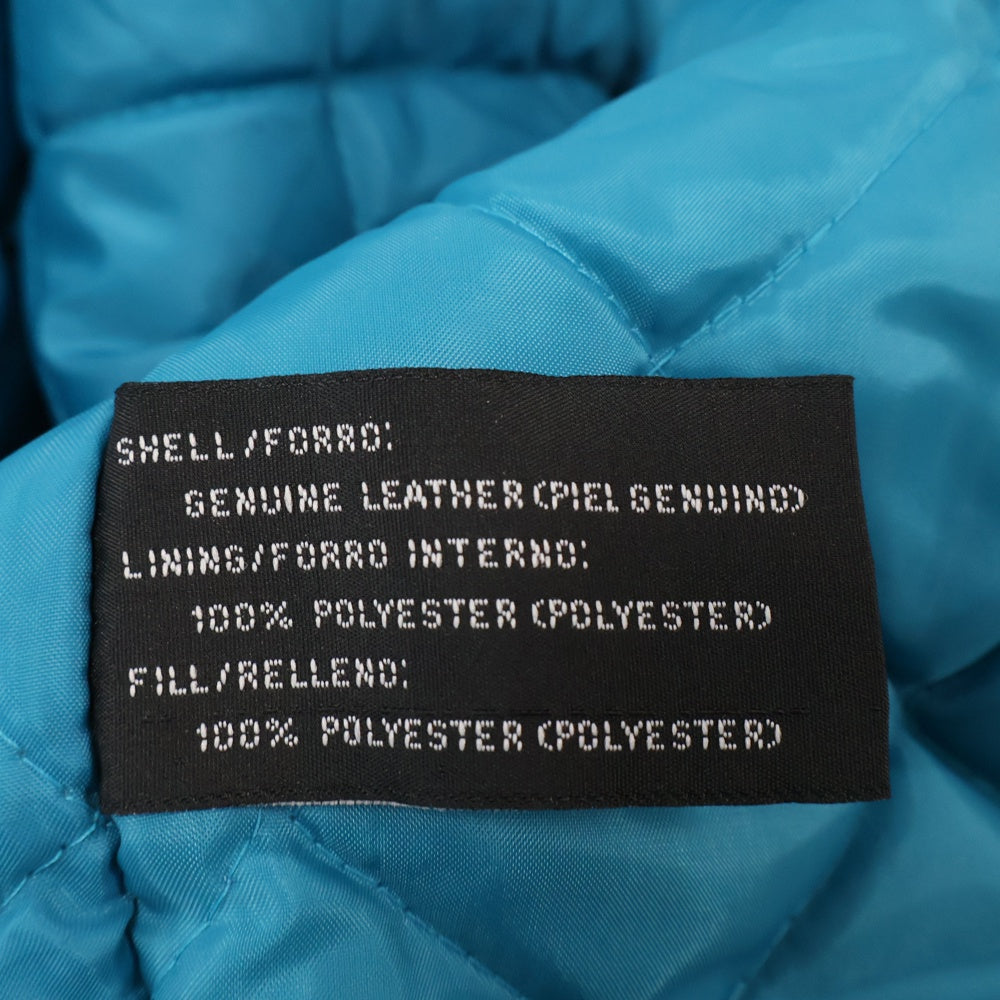 SHELL/FORRO:
GENUINE LEATHER (PIEL GENUINO)
LINING/FORRO INTERNO:
100% POLYESTER (POLYESTER)
FILL/RELLENO:
100% POLYESTER (POLYESTER)